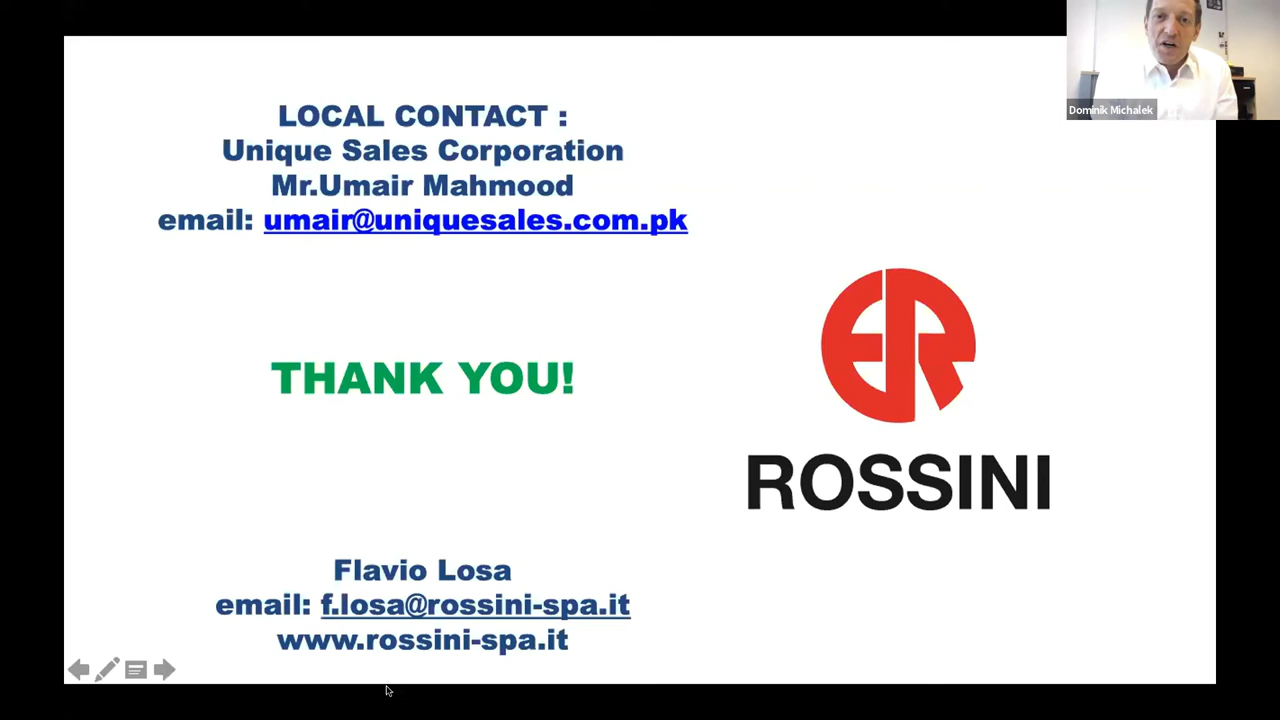 LOCAL CONTACT :
Unique Sales Corporation
Mr.Umair Mahmood
email: umair@uniquesales.com.pk
THANK YOU!
Flavio Losa
email: f.losa@rossini-spa.it
www.rossini-spa.it
ER
ROSSINI
Dominik Michalek